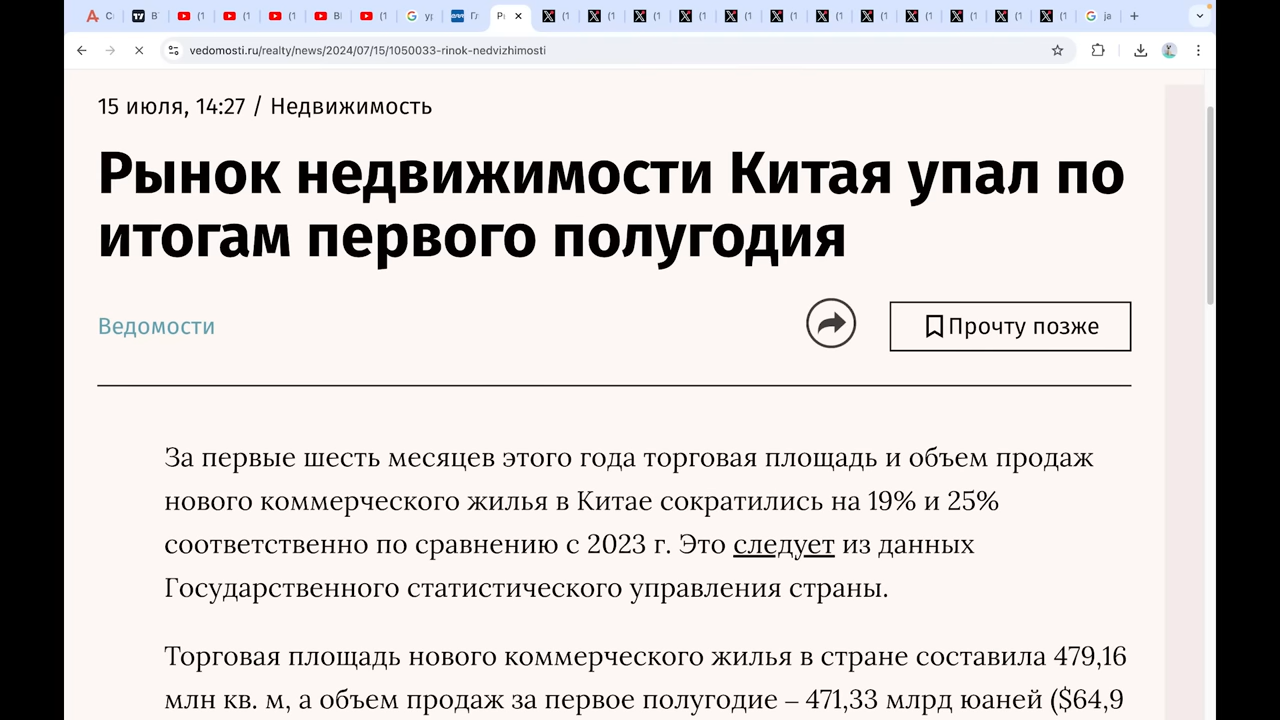 vedomosti.ru/realty/news/2024/07/15/1050033-rinok-nedvizhimosti
15 июля, 14:27 / Недвижимость
Рынок недвижимости Китая упал по
итогам первого полугодия
Ведомости
Прочту позже
За первые шесть месяцев этого года торговая площадь и объем продаж
нового коммерческого жилья в Китае сократились на 19% и 25%
соответственно по сравнению с 2023 г. Это следует из данных
Государственного статистического управления страны.
Торговая площадь нового коммерческого жилья в стране составила 479,16
млн кв. м, а объем продаж за первое полугодие – 471,33 млрд юаней ($64,9